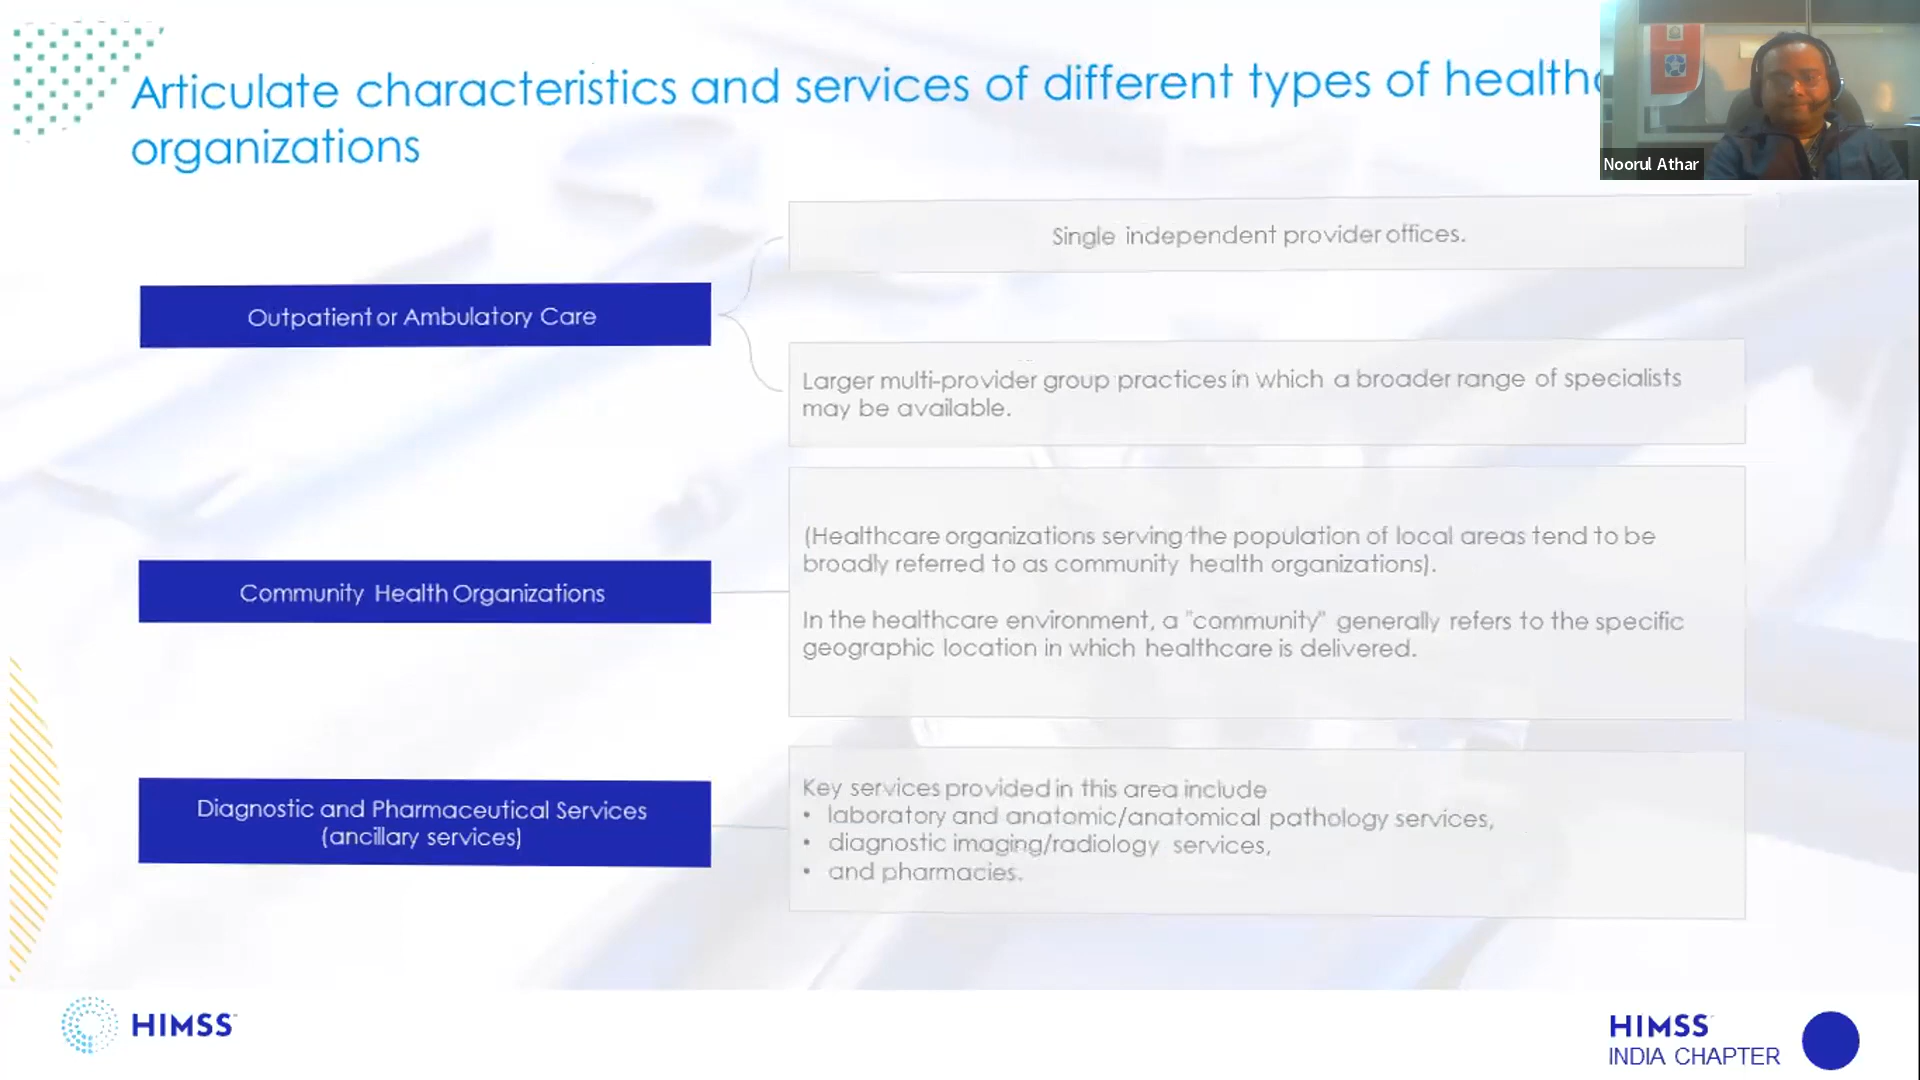 Articulate characteristics and services of different types of
organizations
Noorul Athar
Outpatient or Ambulatory Care
Single independent provider offices.
Larger multi-provider group practices in which a broader range of specialists
may be available.
Community Health Organizations
(Healthcare organizations serving the population of local areas tend to be
broadly referred to as community health organizations).
In the healthcare environment, a "community" generally refers to the specific
geographic location in which healthcare is delivered.
Diagnostic and Pharmaceutical Services
(ancillary services)
Key services provided in this area include
• laboratory and anatomic/anatomical pathology services,
• diagnostic imaging/radiology services,
• and pharmacies.
HIMSS
HIMSS
INDIA CHAPTER